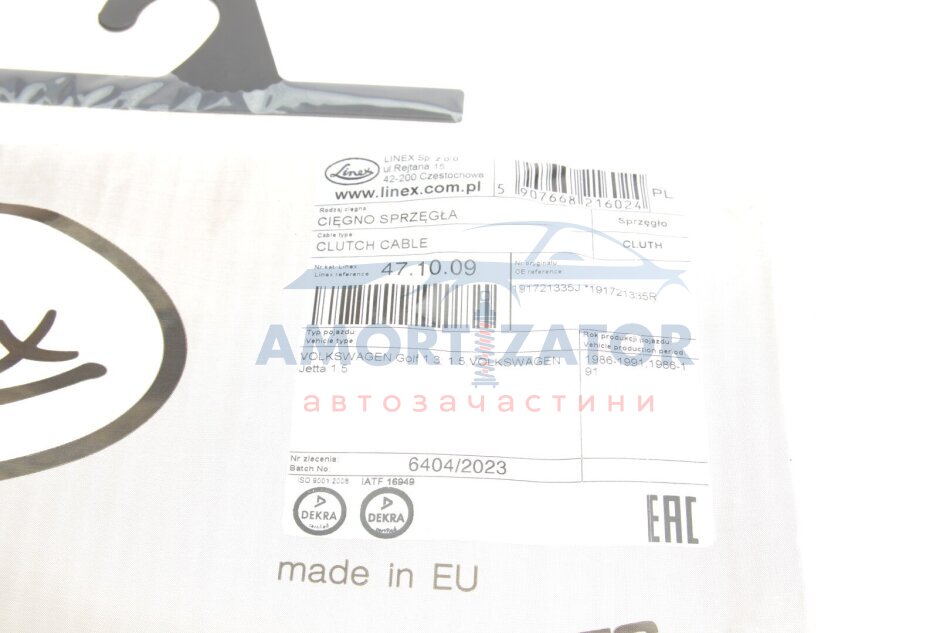 Linex
LINEX Sp. z o.o
ul Rejtana 15
42-200 Czestochowa
www.linex.com.pl
5 907668 216024
PL
Rodzaj cięgna
CIĘGNO SPRZĘGŁA
Sprzęgło
Cable type
CLUTCH CABLE
CLUTH
Nr kat. Linex
Linex reference
47.10.09
Nr oryginału
OE reference
191721335J *191721335R
AMORTIZATOR
автозачастини
Typ pojazdu
Vehicle type
VOLKSWAGEN Golf 1.3 1.5 VOLKSWAGEN
Jetta 1.5
Rok produkcji pojazdu
Vehicle production period
1986-1991,1986-1
91
Nr zlecenia
Batch No:
6404/2023
ISO 9001:2008
IATF 16949
DEKRA
DEKRA
EAC
made in EU